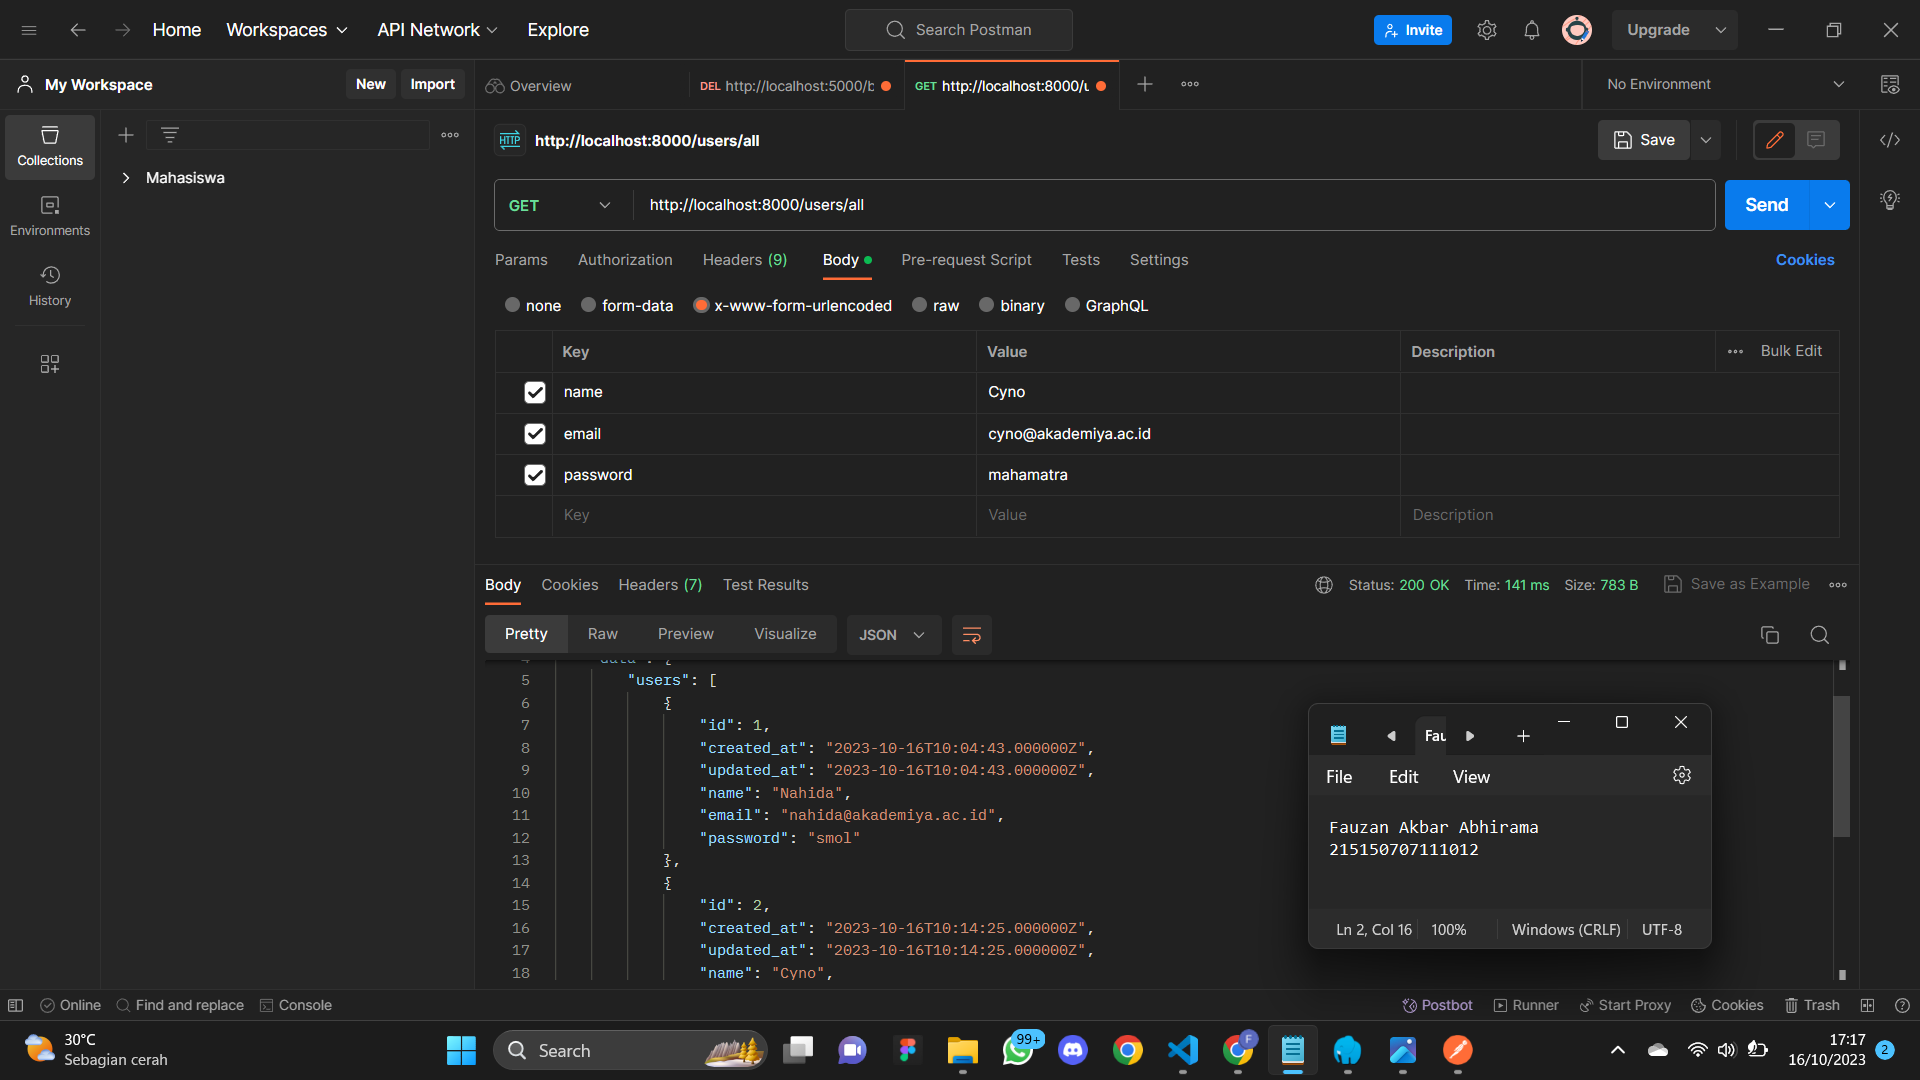 Home
Workspaces
API Network
Explore
Search Postman
Invite
Upgrade
My Workspace
New
Import
Overview
DEL http://localhost:5000/b
GET http://localhost:8000/u
No Environment
Collections
Environments
History
Mahasiswa
HTTP
http://localhost:8000/users/all
Save
GET
http://localhost:8000/users/all
Send
Params
Authorization
Headers (9)
Body
Pre-request Script
Tests
Settings
Cookies
none
form-data
x-www-form-urlencoded
raw
binary
GraphQL
Key
Value
Description
Bulk Edit
name
Cyno
email
cyno@akademiya.ac.id
password
mahamatra
Key
Value
Description
Body
Cookies
Headers (7)
Test Results
Status: 200 OK
Time: 141 ms
Size: 783 B
Save as Example
Pretty
Raw
Preview
Visualize
JSON
4 "data": {
5 "users": [
6 {
7 "id": 1,
8 "created_at": "2023-10-16T10:04:43.000000Z",
9 "updated_at": "2023-10-16T10:04:43.000000Z",
10 "name": "Nahida",
11 "email": "nahida@akademiya.ac.id",
12 "password": "smol"
13 },
14 {
15 "id": 2,
16 "created_at": "2023-10-16T10:14:25.000000Z",
17 "updated_at": "2023-10-16T10:14:25.000000Z",
18 "name": "Cyno",
Fau
File
Edit
View
Fauzan Akbar Abhirama
215150707111012
Ln 2, Col 16
100%
Windows (CRLF)
UTF-8
Online
Find and replace
Console
Postbot
Runner
Start Proxy
Cookies
Trash
30°C
Sebagian cerah
Search
99+
F
17:17
16/10/2023
2